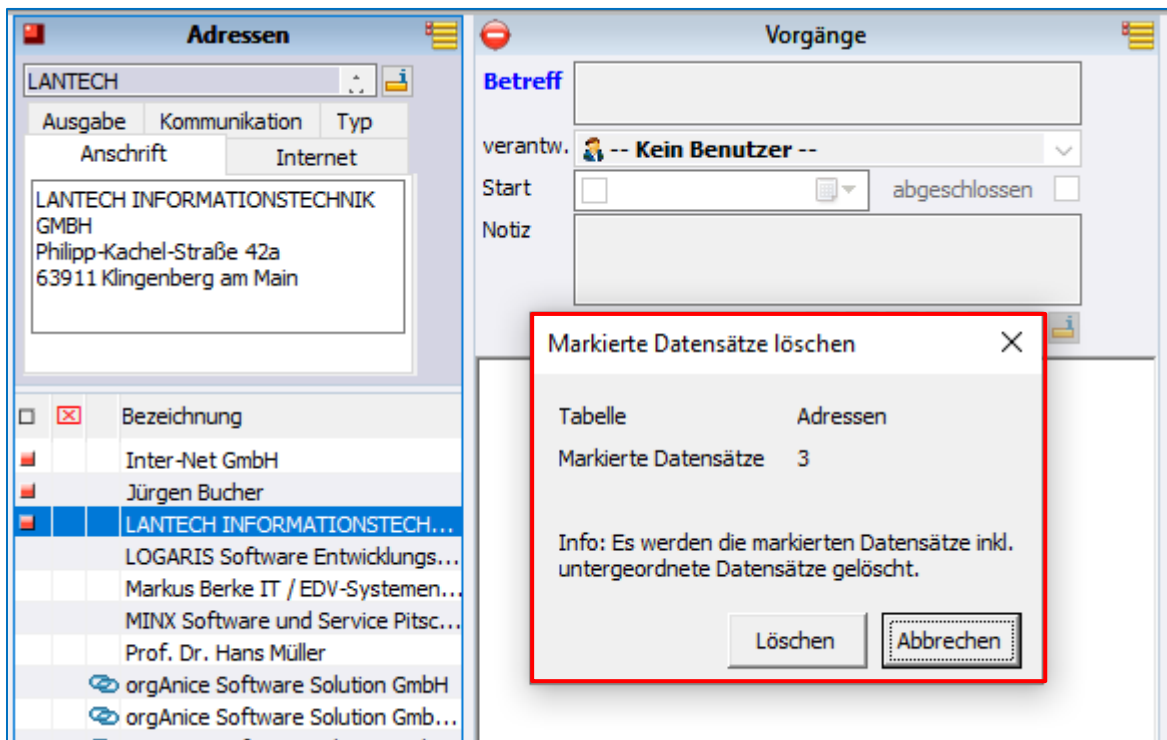 Adressen
LANTECH
Ausgabe Kommunikation Typ
Anschrift Internet
LANTECH INFORMATIONSTECHNIK
GMBH
Philipp-Kachel-Straße 42a
63911 Klingenberg am Main
Bezeichnung
Inter-Net GmbH
Jürgen Bucher
LANTECH INFORMATIONSTECH...
LOGARIS Software Entwicklungs...
Markus Berke IT / EDV-Systemen...
MINX Software und Service Pitsc...
Prof. Dr. Hans Müller
orgAnice Software Solution GmbH
orgAnice Software Solution Gmb...
Vorgänge
Betreff
verantw. -- Kein Benutzer --
Start abgeschlossen
Notiz
Markierte Datensätze löschen
Tabelle Adressen
Markierte Datensätze 3
Info: Es werden die markierten Datensätze inkl.
untergeordnete Datensätze gelöscht.
Löschen Abbrechen